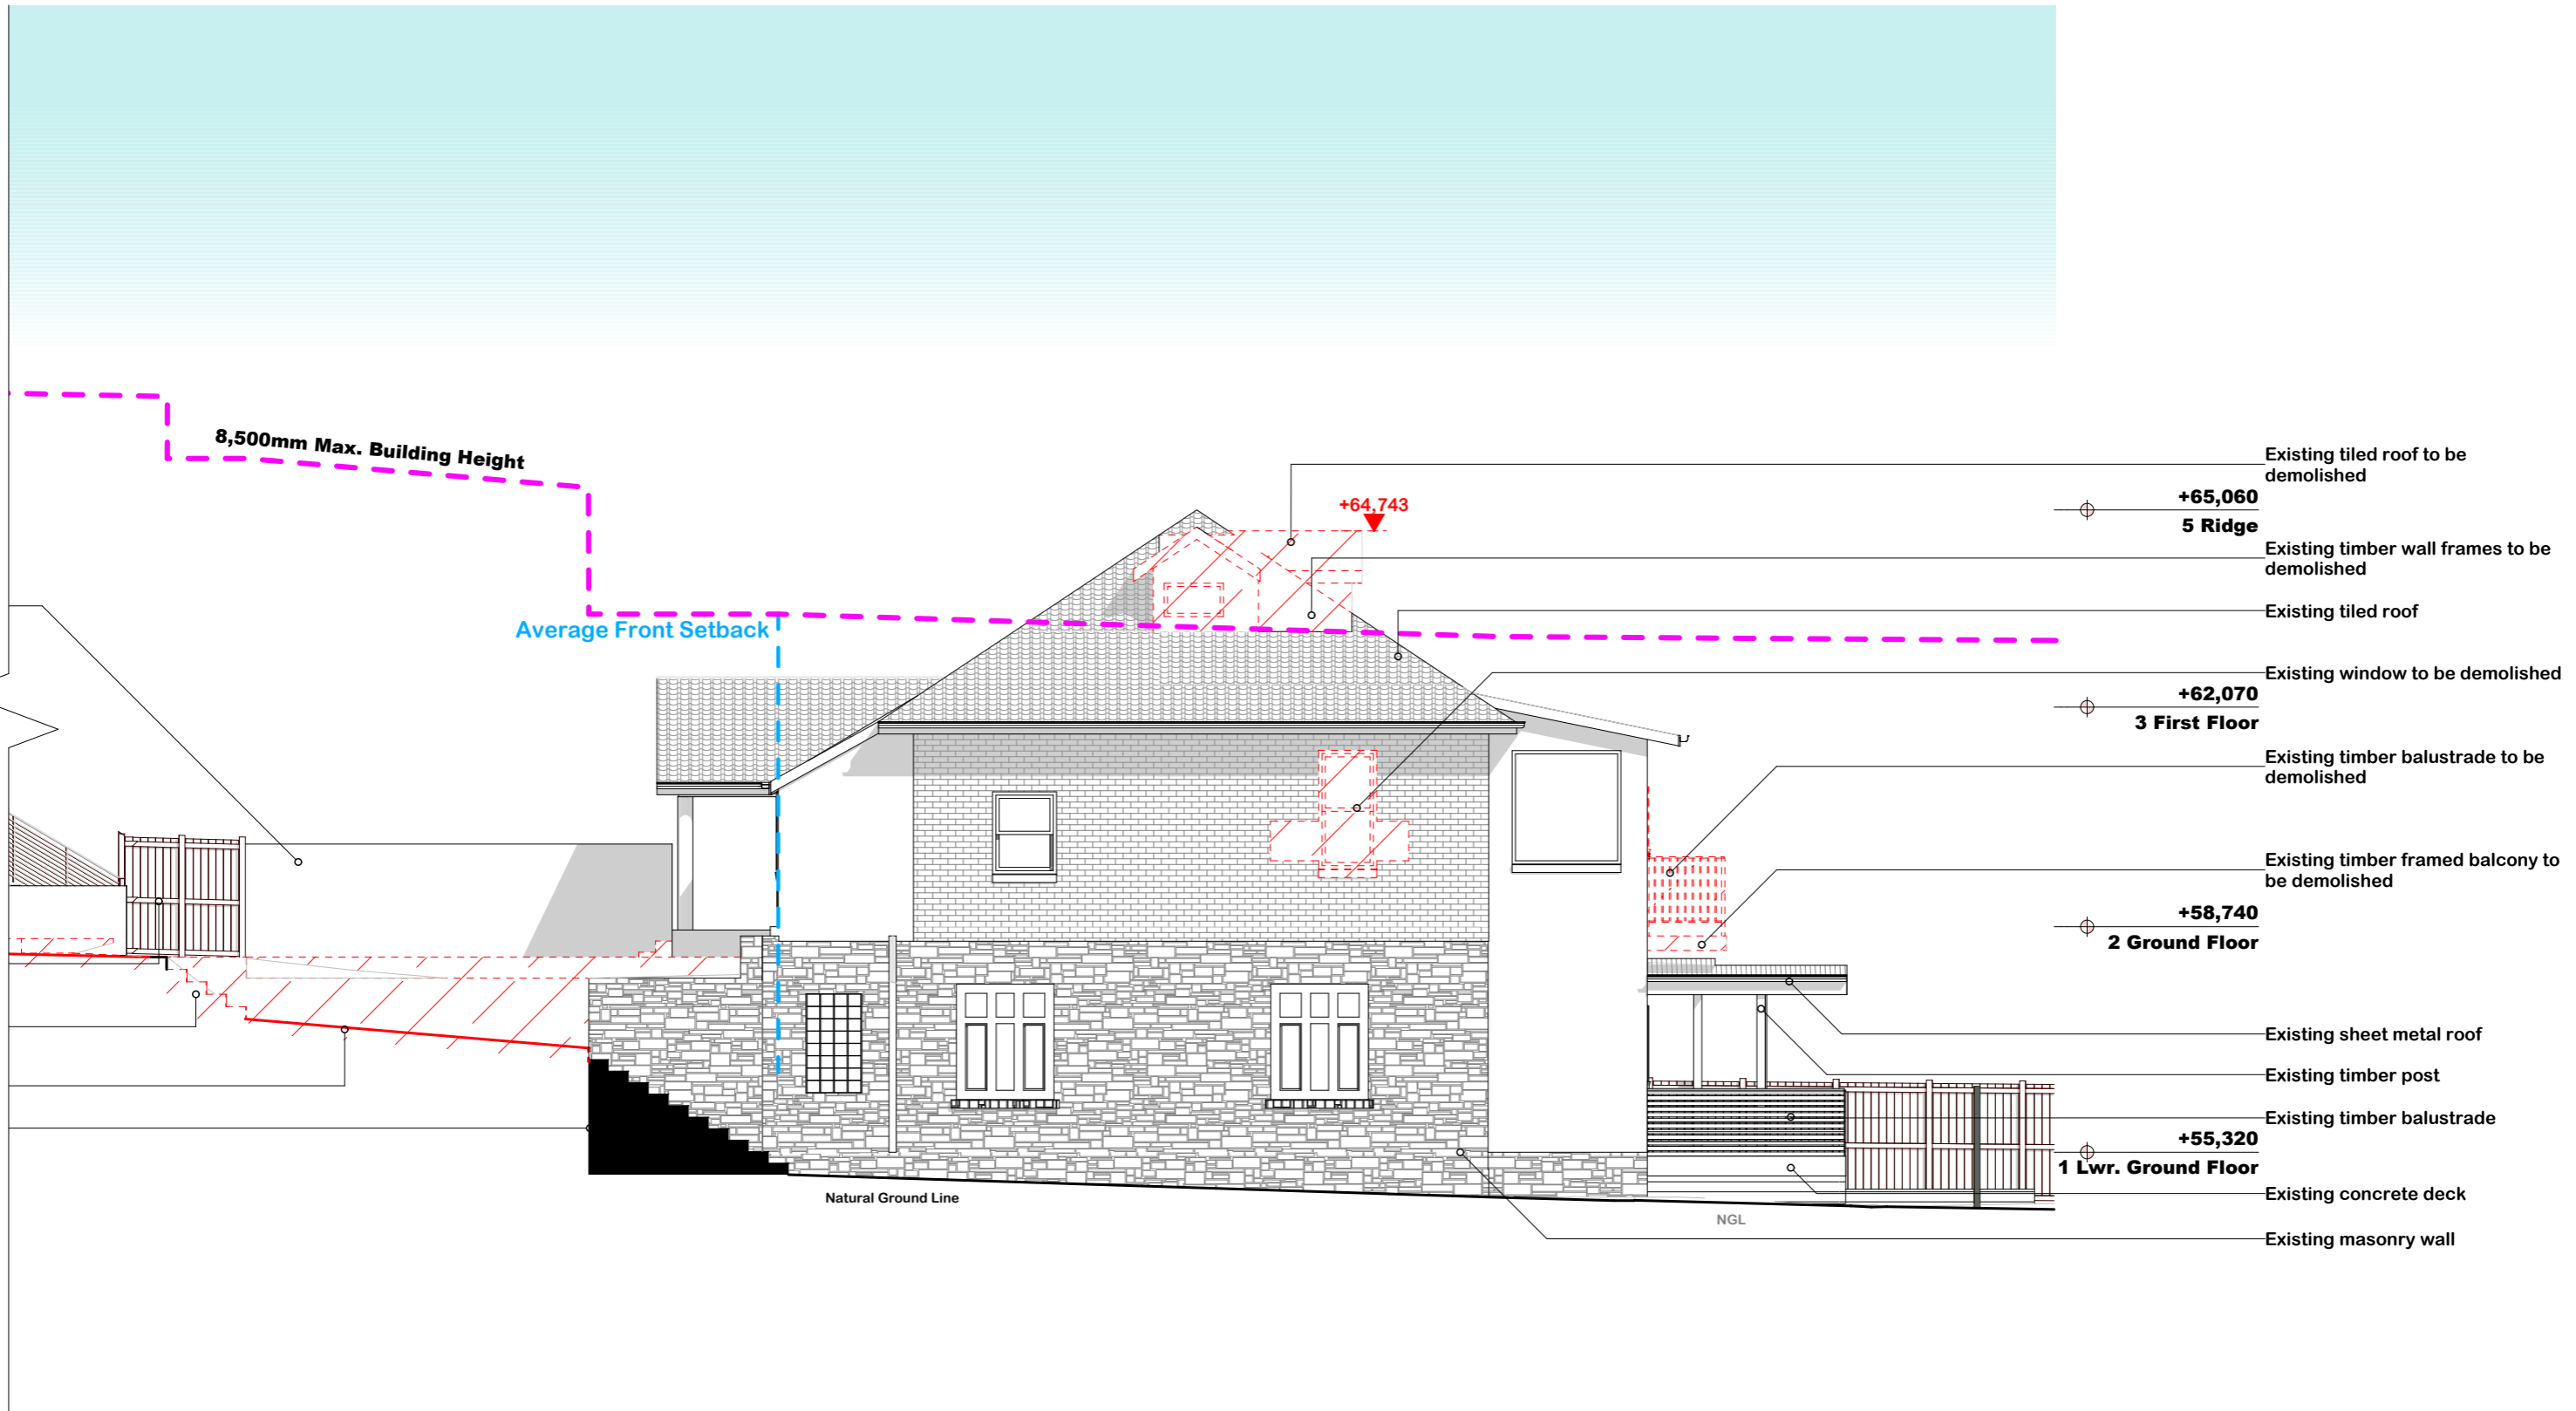 8,500mm Max. Building Height
Average Front Setback
+64,743
Existing tiled roof to be
demolished
+65,060
5 Ridge
Existing timber wall frames to be
demolished
Existing tiled roof
Existing window to be demolished
+62,070
3 First Floor
Existing timber balustrade to be
demolished
Existing timber framed balcony to
be demolished
+58,740
2 Ground Floor
Existing sheet metal roof
Existing timber post
Existing timber balustrade
+55,320
1 Lwr. Ground Floor
Existing concrete deck
Natural Ground Line
NGL
Existing masonry wall